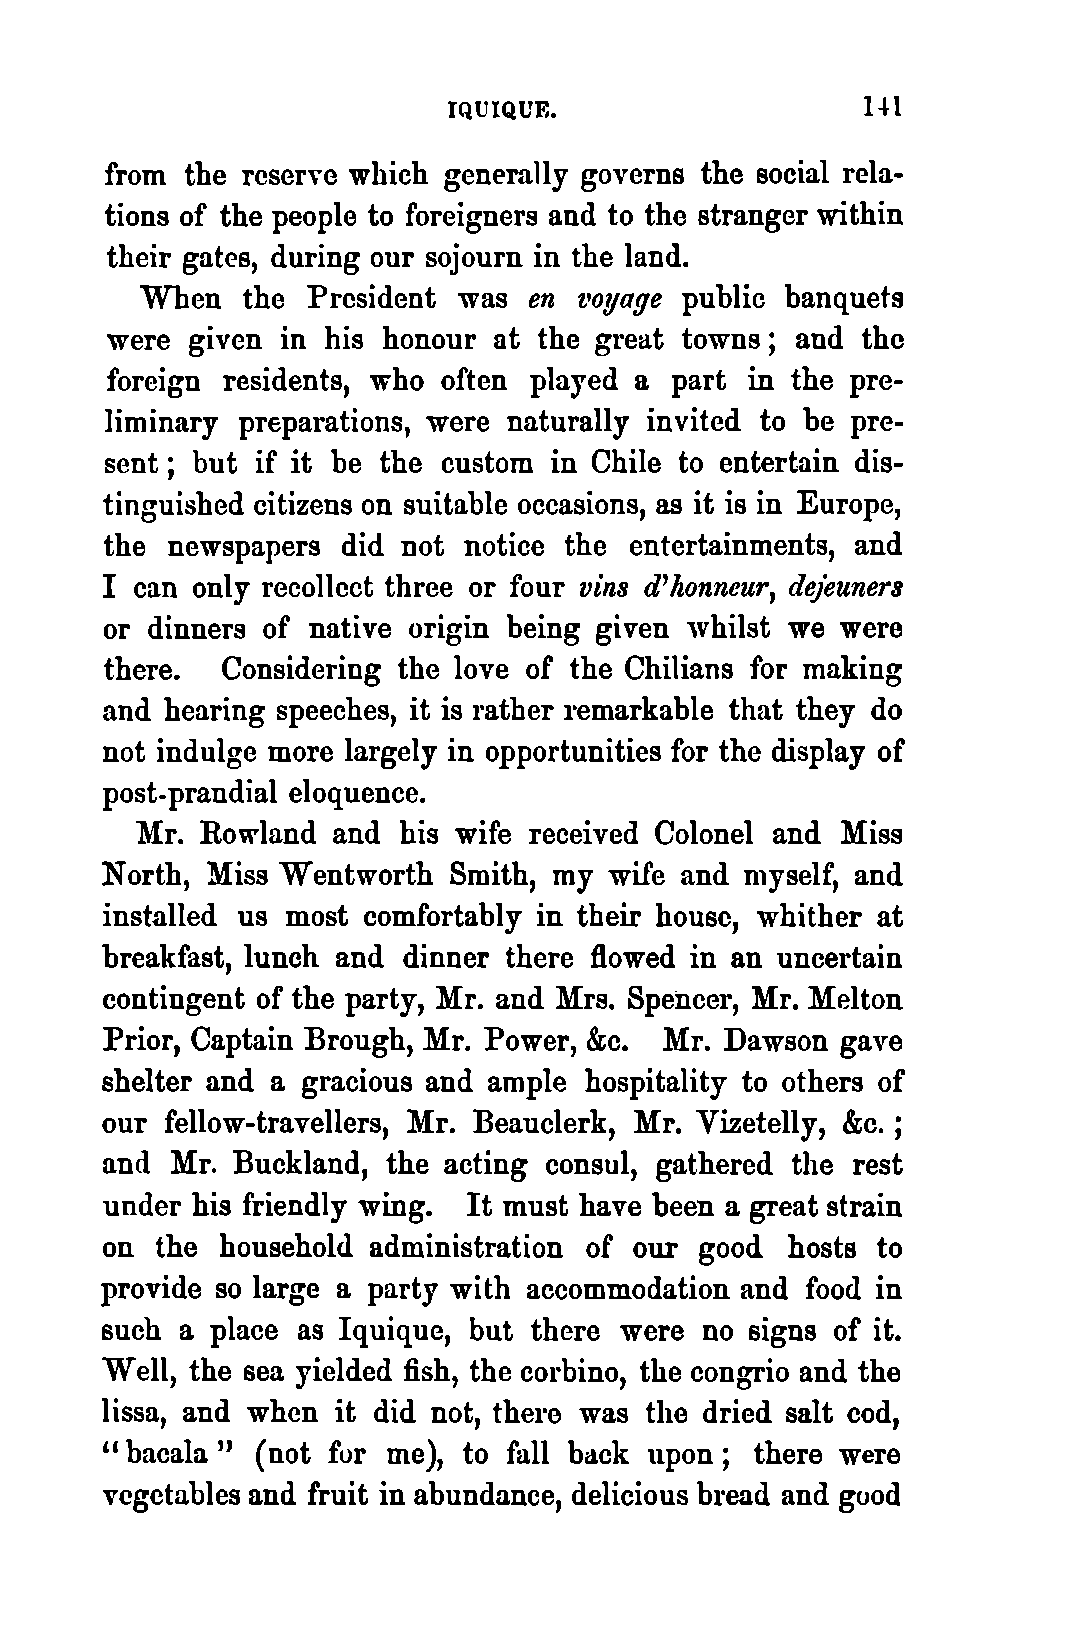 IQUIQUE. 141
from the reserve which generally governs the social rela-
tions of the people to foreigners and to the stranger within
their gates, during our sojourn in the land.
When the President was en voyage public banquets
were given in his honour at the great towns; and the
foreign residents, who often played a part in the pre-
liminary preparations, were naturally invited to be pre-
sent; but if it be the custom in Chile to entertain dis-
tinguished citizens on suitable occasions, as it is in Europe,
the newspapers did not notice the entertainments, and
I can only recollect three or four vins d'honneur, dejeuners
or dinners of native origin being given whilst we were
there. Considering the love of the Chilians for making
and hearing speeches, it is rather remarkable that they do
not indulge more largely in opportunities for the display of
post-prandial eloquence.
Mr. Rowland and his wife received Colonel and Miss
North, Miss Wentworth Smith, my wife and myself, and
installed us most comfortably in their house, whither at
breakfast, lunch and dinner there flowed in an uncertain
contingent of the party, Mr. and Mrs. Spencer, Mr. Melton
Prior, Captain Brough, Mr. Power, &c. Mr. Dawson gave
shelter and a gracious and ample hospitality to others of
our fellow-travellers, Mr. Beauclerk, Mr. Vizetelly, &c.;
and Mr. Buckland, the acting consul, gathered the rest
under his friendly wing. It must have been a great strain
on the household administration of our good hosts to
provide so large a party with accommodation and food in
such a place as Iquique, but there were no signs of it.
Well, the sea yielded fish, the corbino, the congrio and the
lissa, and when it did not, there was the dried salt cod,
"bacala" (not for me), to fall back upon; there were
vegetables and fruit in abundance, delicious bread and good